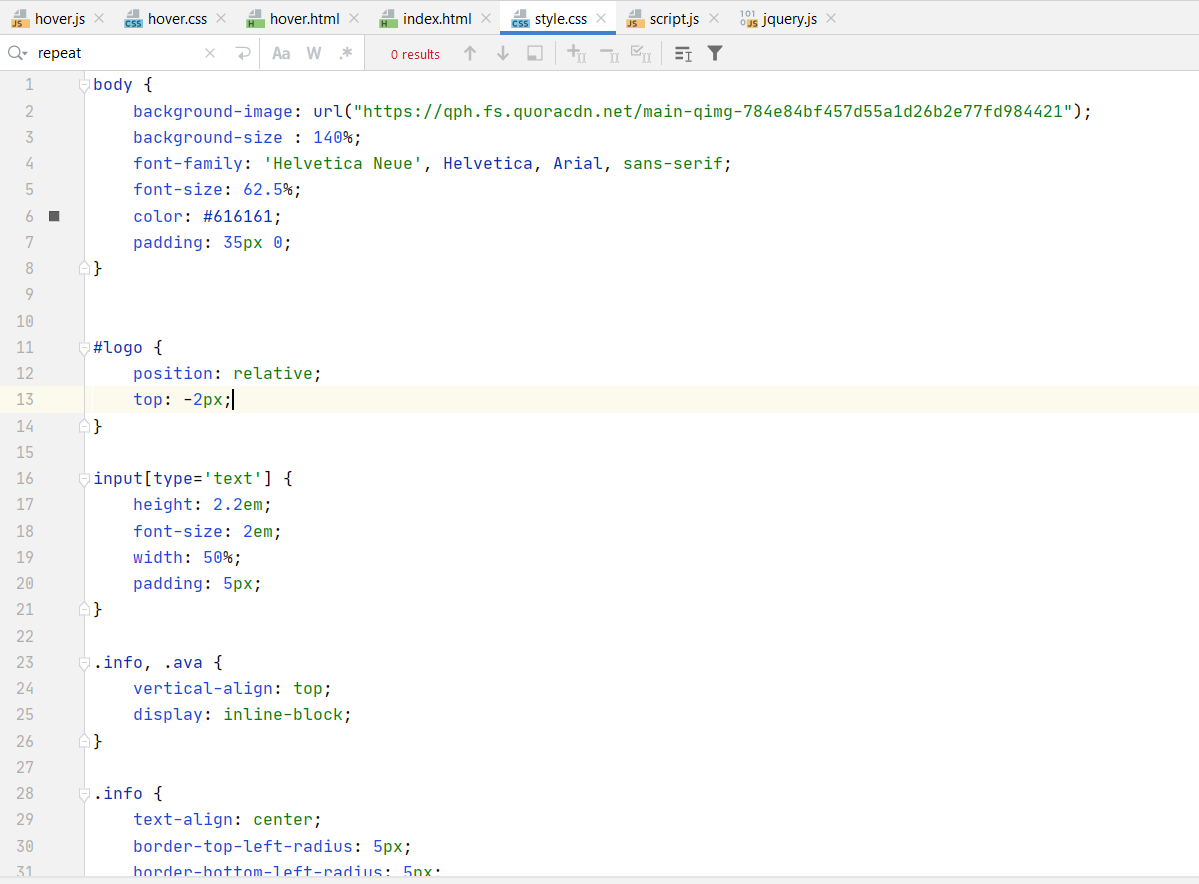 hover.js hover.css hover.html index.html style.css script.js jquery.js
repeat Aa W .* 0 results
1 body {
2 background-image: url("https://qph.fs.quoracdn.net/main-qimg-784e84bf457d55a1d26b2e77fd984421");
3 background-size : 140%;
4 font-family: 'Helvetica Neue', Helvetica, Arial, sans-serif;
5 font-size: 62.5%;
6 color: #616161;
7 padding: 35px 0;
8 }
9
10
11 #logo {
12 position: relative;
13 top: -2px;
14 }
15
16 input[type='text'] {
17 height: 2.2em;
18 font-size: 2em;
19 width: 50%;
20 padding: 5px;
21 }
22
23 .info, .ava {
24 vertical-align: top;
25 display: inline-block;
26 }
27
28 .info {
29 text-align: center;
30 border-top-left-radius: 5px;
31 border-bottom-left-radius: 5px;